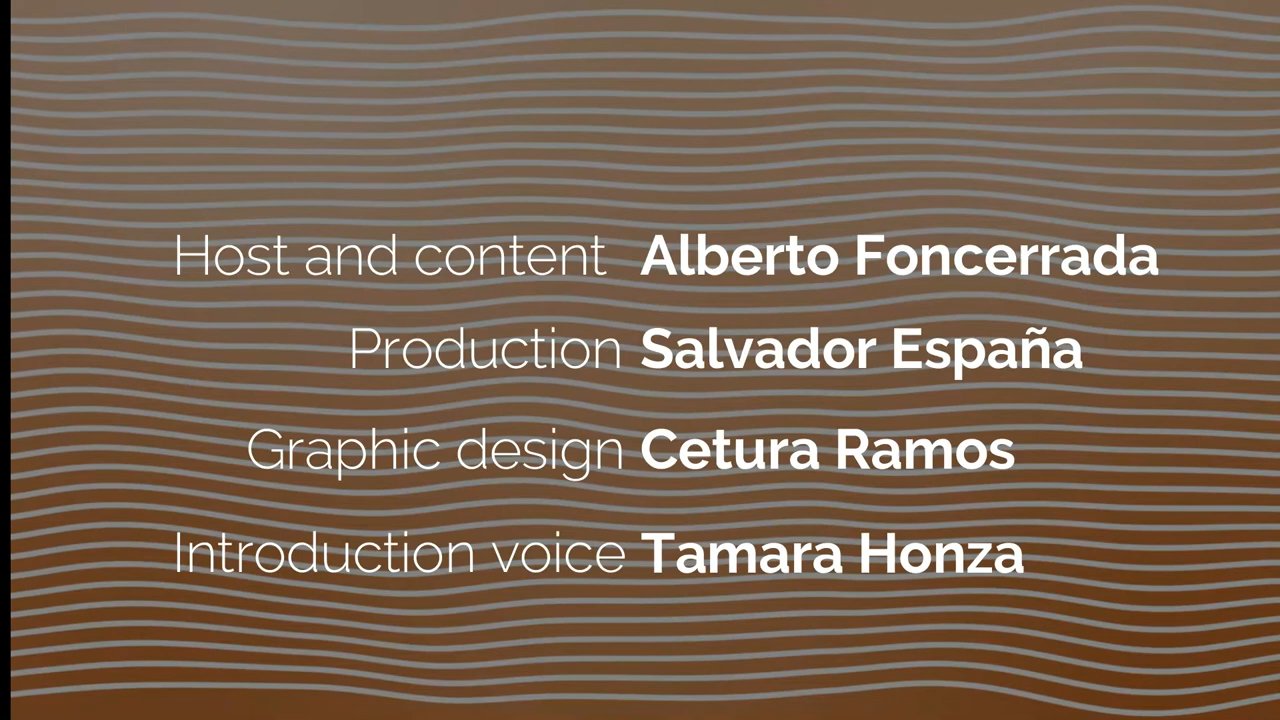 Host and content Alberto Foncerrada
Production Salvador España
Graphic design Cetura Ramos
Introduction voice Tamara Honza